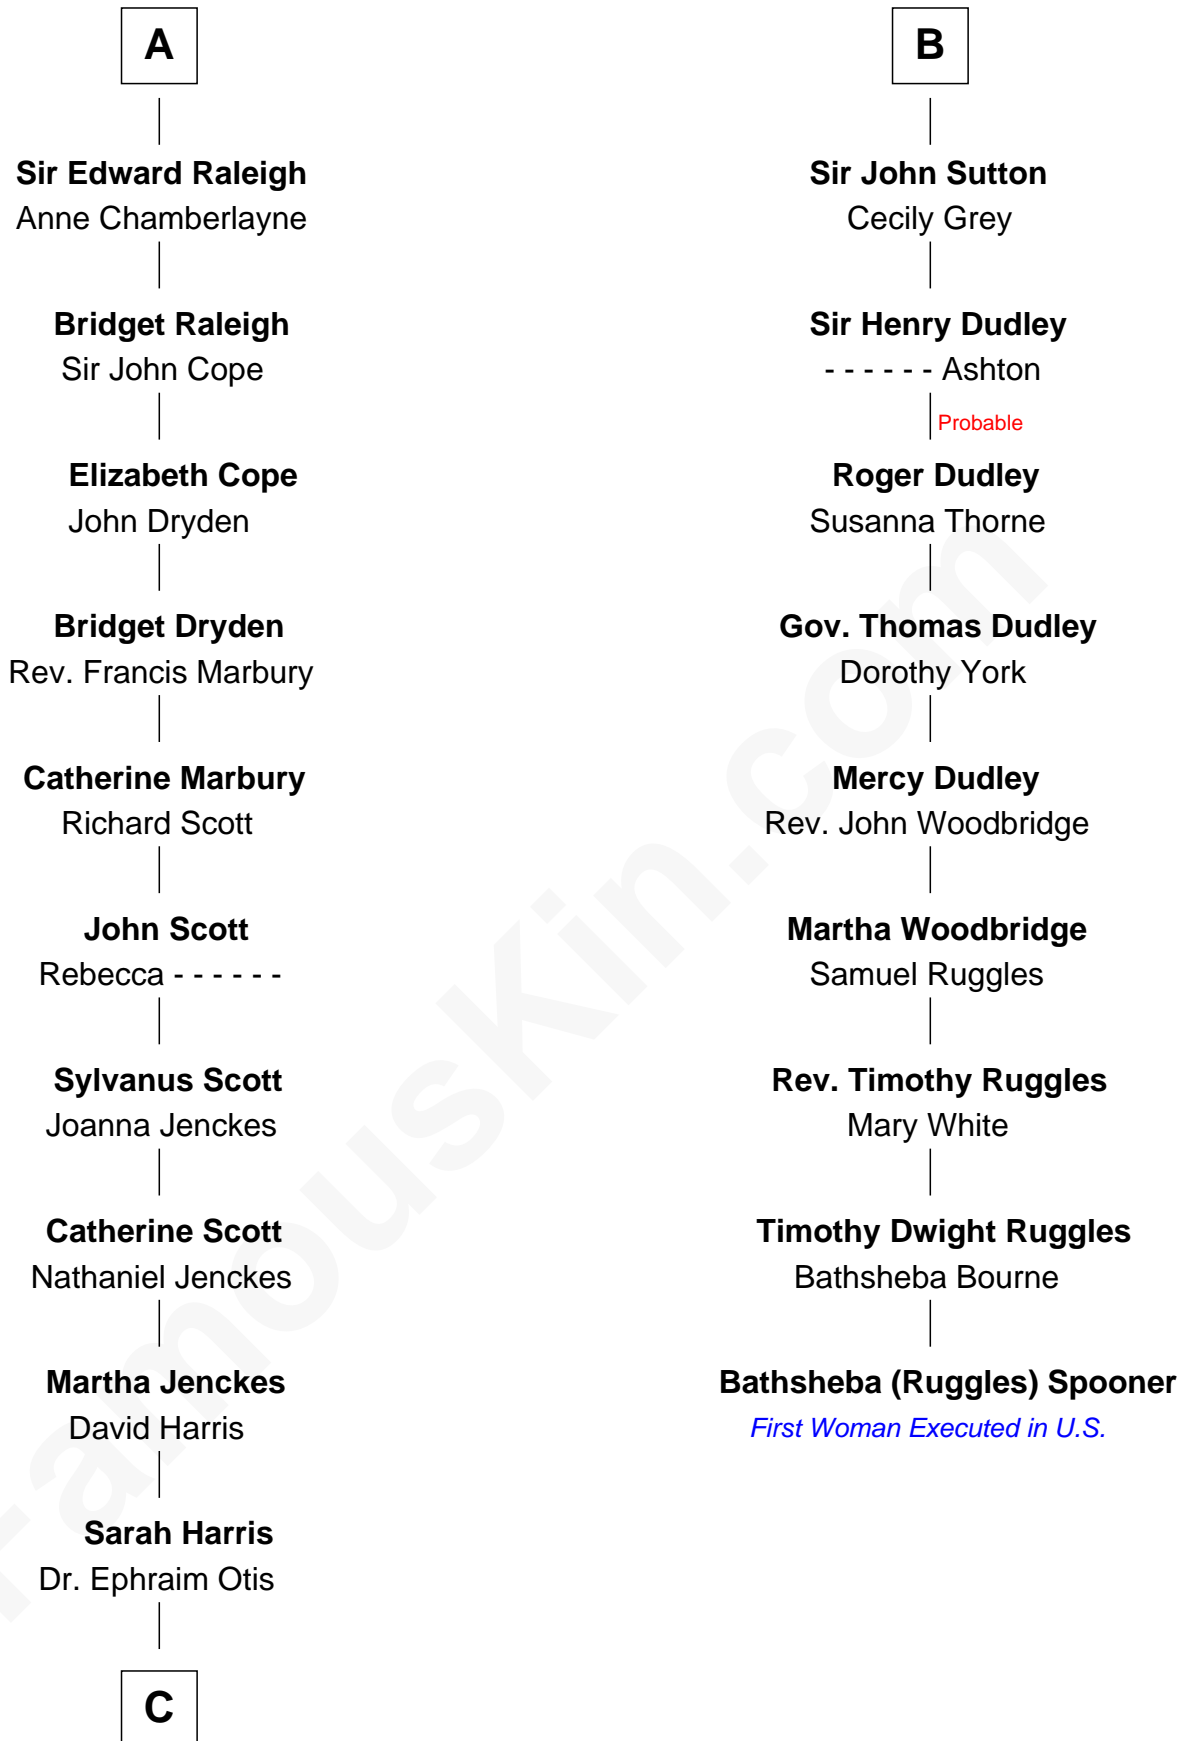 A
Sir Edward Raleigh
Anne Chamberlayne
Bridget Raleigh
Sir John Cope
Elizabeth Cope
John Dryden
Bridget Dryden
Rev. Francis Marbury
Catherine Marbury
Richard Scott
John Scott
Rebecca - - - - - -
Sylvanus Scott
Joanna Jenckes
Catherine Scott
Nathaniel Jenckes
Martha Jenckes
David Harris
Sarah Harris
Dr. Ephraim Otis
C
B
Sir John Sutton
Cecily Grey
Sir Henry Dudley
- - - - - - Ashton
Probable
Roger Dudley
Susanna Thorne
Gov. Thomas Dudley
Dorothy York
Mercy Dudley
Rev. John Woodbridge
Martha Woodbridge
Samuel Ruggles
Rev. Timothy Ruggles
Mary White
Timothy Dwight Ruggles
Bathsheba Bourne
Bathsheba (Ruggles) Spooner
First Woman Executed in U.S.
FamousKin.com